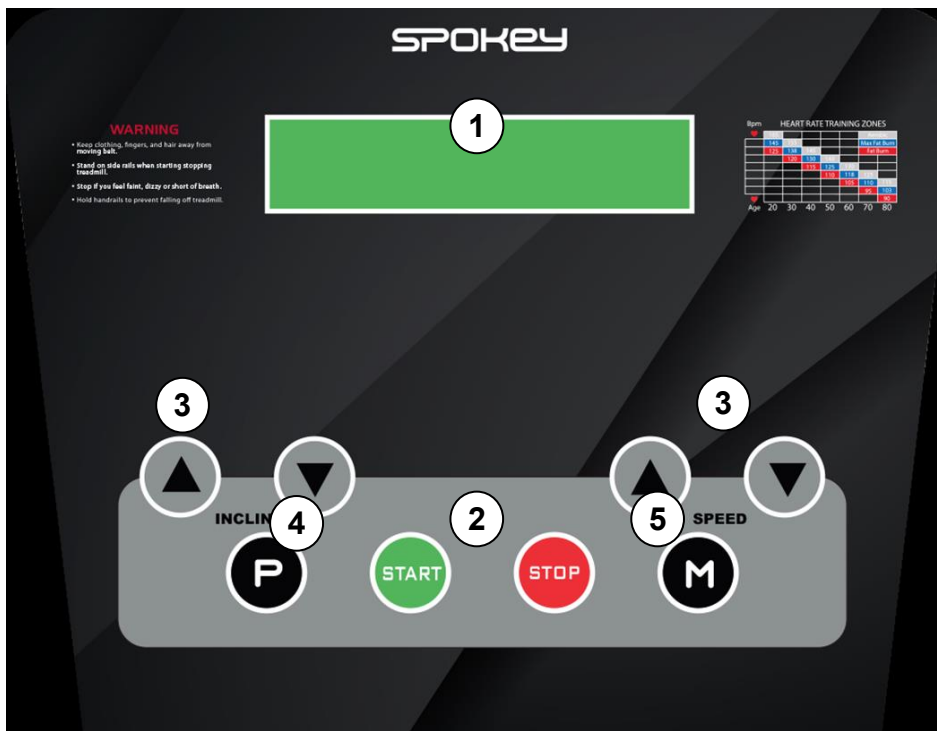 SPOKEY
1
WARNING
• Keep clothing, fingers, and hair away from
moving belt.
• Stand on side rails when starting stopping
treadmill.
• Stop if you feel faint, dizzy or short of breath.
• Hold handrails to prevent falling off treadmill.
Bpm HEART RATE TRAINING ZONES
Max Fat Burn
145
125 138 Fat Burn
120 130
115 125
110 118
105 110
95 103
90
Age 20 30 40 50 60 70 80
3 3
4 2 5
INCLIN SPEED
P START STOP M